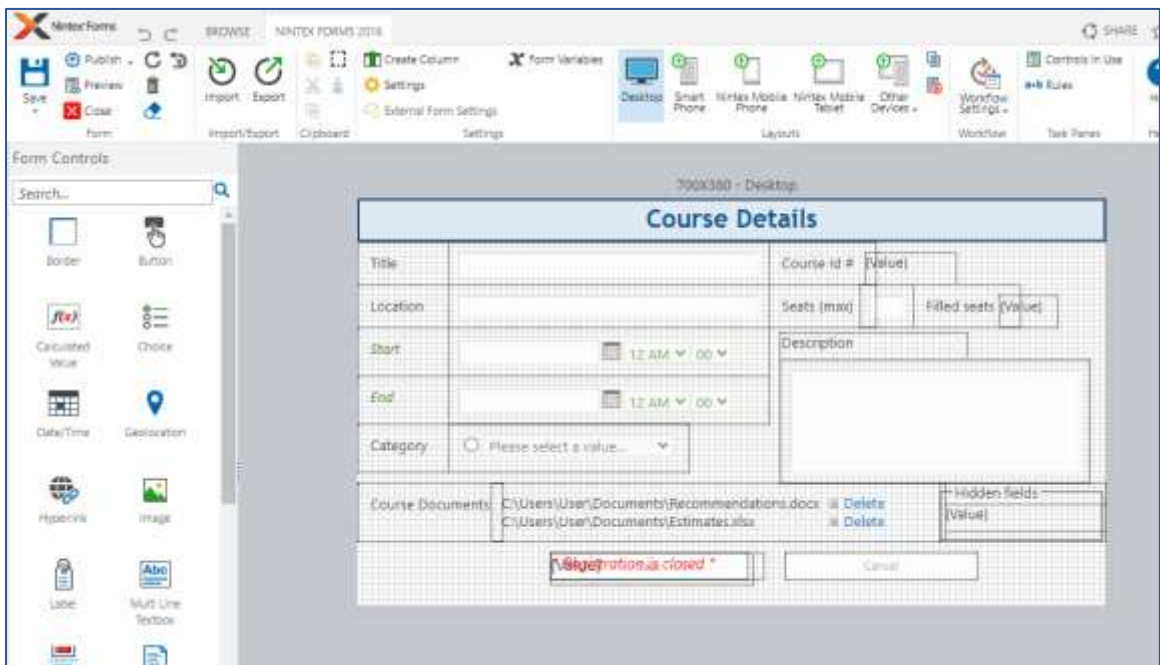 Nintex Forms BROWSE NINTEX FORMS 2016 SHARE
Publish Create Column Form Variables Controls In Use
Save Preview Import Export Settings Desktop Smart Phone Nintex Mobile Phone Nintex Mobile Tablet Other Devices Workflow Settings Rules
Close External Form Settings
Form Import/Export Clipboard Settings Layouts Workflow Task Panes
Form Controls
Search...
700X380 - Desktop
Course Details
Border Button
Title Course Id # {Value}
Location Seats (max) Filled seats {Value}
f(x)
Calculated Value Choice
Start 12 AM 00 Description
End 12 AM 00
Date/Time Geolocation
Category Please select a value...
Hyperlink Image
Course Documents C:\Users\User\Documents\Recommendations.docx Delete Hidden fields
C:\Users\User\Documents\Estimates.xlsx Delete {Value}
{Value} Registration is closed * Cancel
Abc
Label Multi Line Textbox